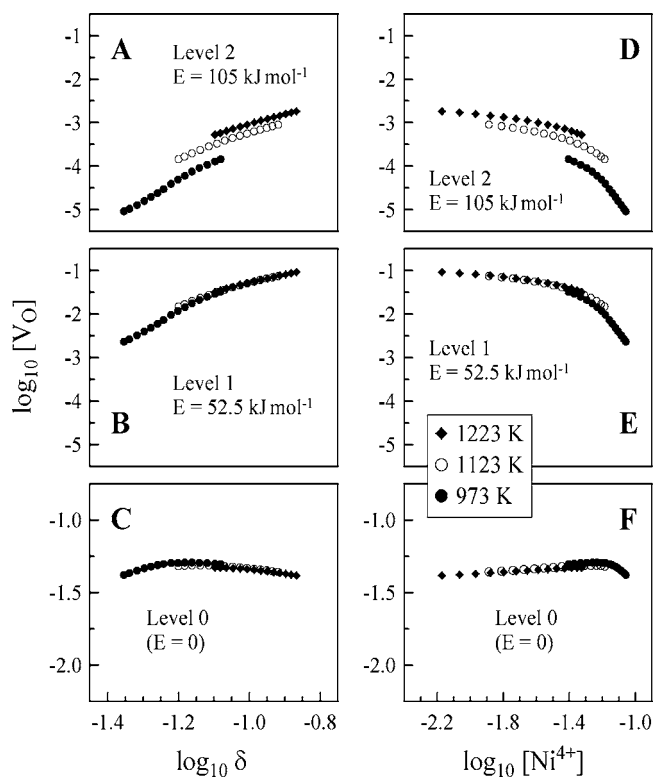 log10 [VO]
A
Level 2
E = 105 kJ mol-1
-1
-2
-3
-4
-5
D
Level 2
E = 105 kJ mol-1
-1
-2
-3
-4
-5
B
Level 1
E = 52.5 kJ mol-1
-1
-2
-3
-4
-5
E
Level 1
E = 52.5 kJ mol-1
-1
-2
-3
-4
-5
1223 K
1123 K
973 K
C
Level 0
(E = 0)
-1.0
-1.5
-2.0
F
Level 0
(E = 0)
-1.0
-1.5
-2.0
-1.4 -1.2 -1.0 -0.8
-2.2 -1.8 -1.4 -1.0
log10 δ
log10 [Ni4+]